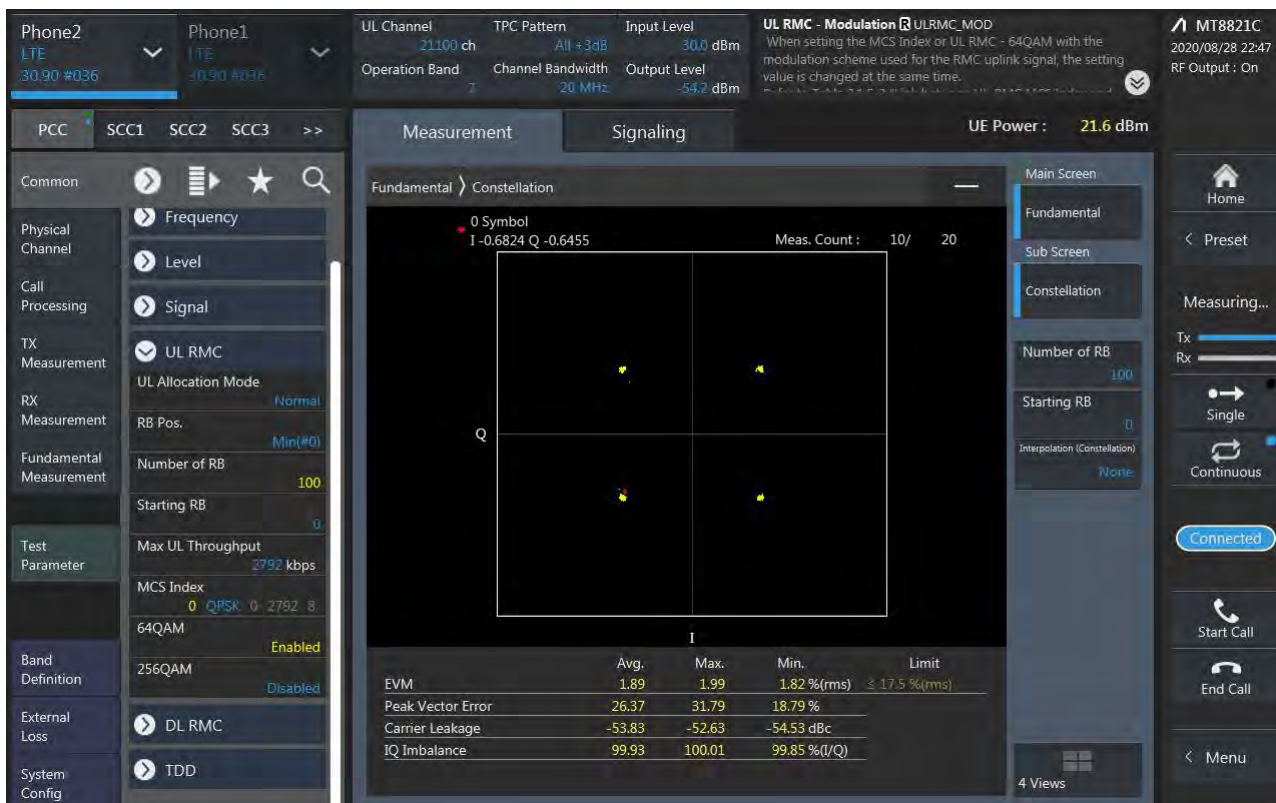 Phone2
LTE
30.90 #036
Phone1
LTE
30.90 #036
UL Channel
21100 ch
TPC Pattern
All +3dB
Input Level
30.0 dBm
Operation Band
7
Channel Bandwidth
20 MHz
Output Level
-54.2 dBm
UL RMC - Modulation R ULRMC_MOD
When setting the MCS Index or UL RMC - 64QAM with the
modulation scheme used for the RMC uplink signal, the setting
value is changed at the same time.
MT8821C
2020/08/28 22:47
RF Output : On
PCC SCC1 SCC2 SCC3 >>
Measurement
Signaling
UE Power : 21.6 dBm
Common
Physical
Channel
Call
Processing
TX
Measurement
RX
Measurement
Fundamental
Measurement
Test
Parameter
Band
Definition
External
Loss
System
Config
Frequency
Level
Signal
UL RMC
UL Allocation Mode
Normal
RB Pos.
Min(#0)
Number of RB
100
Starting RB
0
Max UL Throughput
2792 kbps
MCS Index
0 QPSK 0 2792 8
64QAM
Enabled
256QAM
Disabled
DL RMC
TDD
Fundamental Constellation
0 Symbol
I -0.6824 Q -0.6455
Meas. Count : 10/ 20
Q
I
Avg. Max. Min. Limit
EVM 1.89 1.99 1.82 %(rms) ≤ 17.5 %(rms)
Peak Vector Error 26.37 31.79 18.79 %
Carrier Leakage -53.83 -52.63 -54.53 dBc
IQ Imbalance 99.93 100.01 99.85 %(I/Q)
Main Screen
Fundamental
Sub Screen
Constellation
Number of RB
100
Starting RB
0
Interpolation (Constellation)
None
4 Views
Home
< Preset
Measuring...
Tx
Rx
Single
Continuous
Connected
Start Call
End Call
< Menu